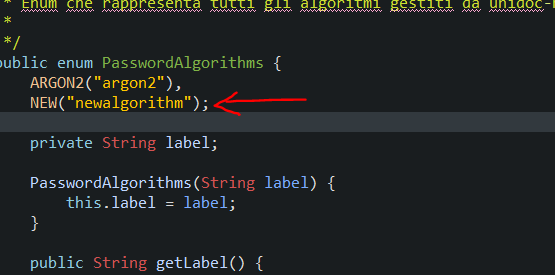 * Enum che rappresenta tutti gli algoritmi gestiti da unidoc-
*
*/
public enum PasswordAlgorithms {
ARGON2("argon2"),
NEW("newalgorithm");
private String label;
PasswordAlgorithms(String label) {
this.label = label;
}
public String getLabel() {